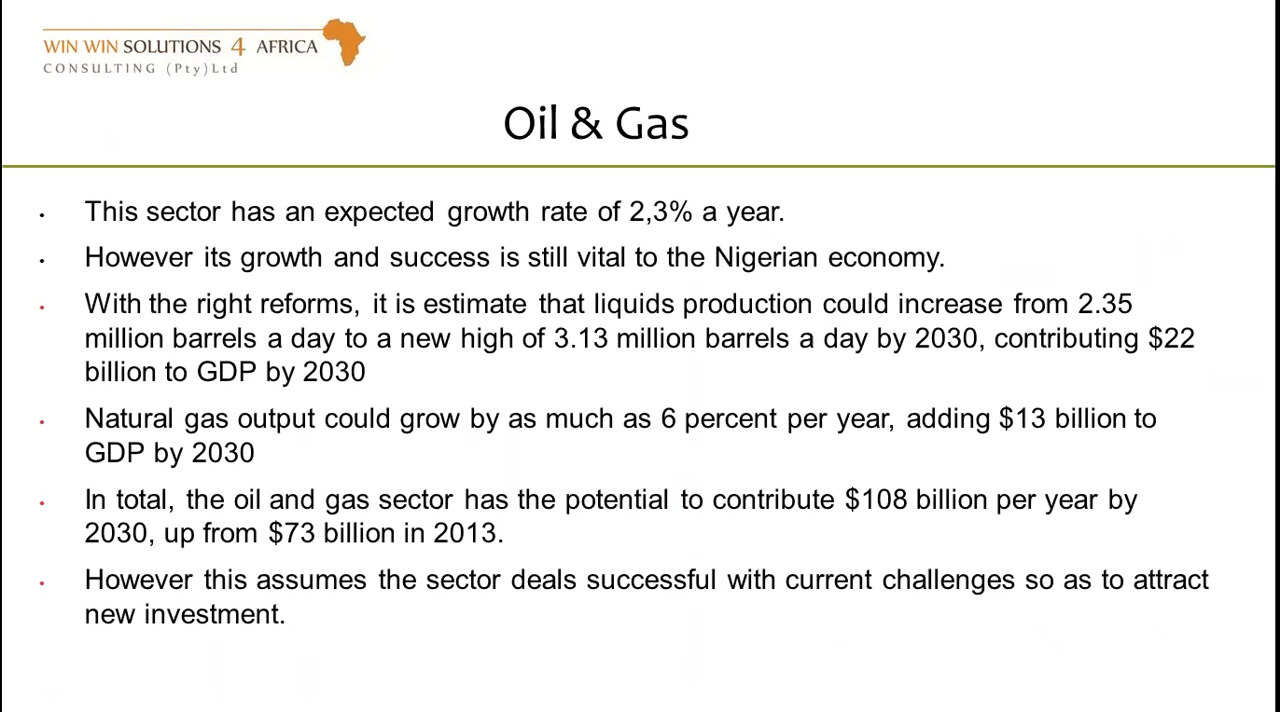 WIN WIN SOLUTIONS 4 AFRICA
CONSULTING (Pty)Ltd
Oil & Gas
• This sector has an expected growth rate of 2,3% a year.
• However its growth and success is still vital to the Nigerian economy.
• With the right reforms, it is estimate that liquids production could increase from 2.35
million barrels a day to a new high of 3.13 million barrels a day by 2030, contributing $22
billion to GDP by 2030
• Natural gas output could grow by as much as 6 percent per year, adding $13 billion to
GDP by 2030
• In total, the oil and gas sector has the potential to contribute $108 billion per year by
2030, up from $73 billion in 2013.
• However this assumes the sector deals successful with current challenges so as to attract
new investment.